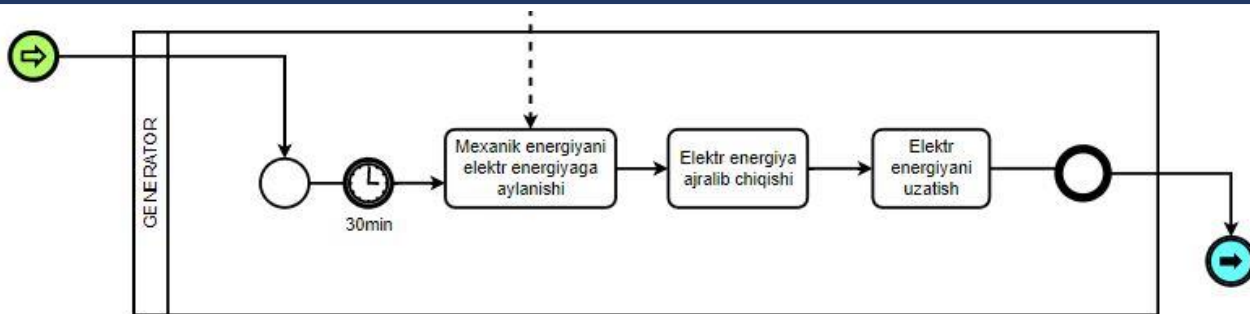 GENERATOR
30min
Mexanik energiyani
elektr energiyaga
aylanishi
Elektr energiya
ajralib chiqishi
Elektr
energiyani
uzatish